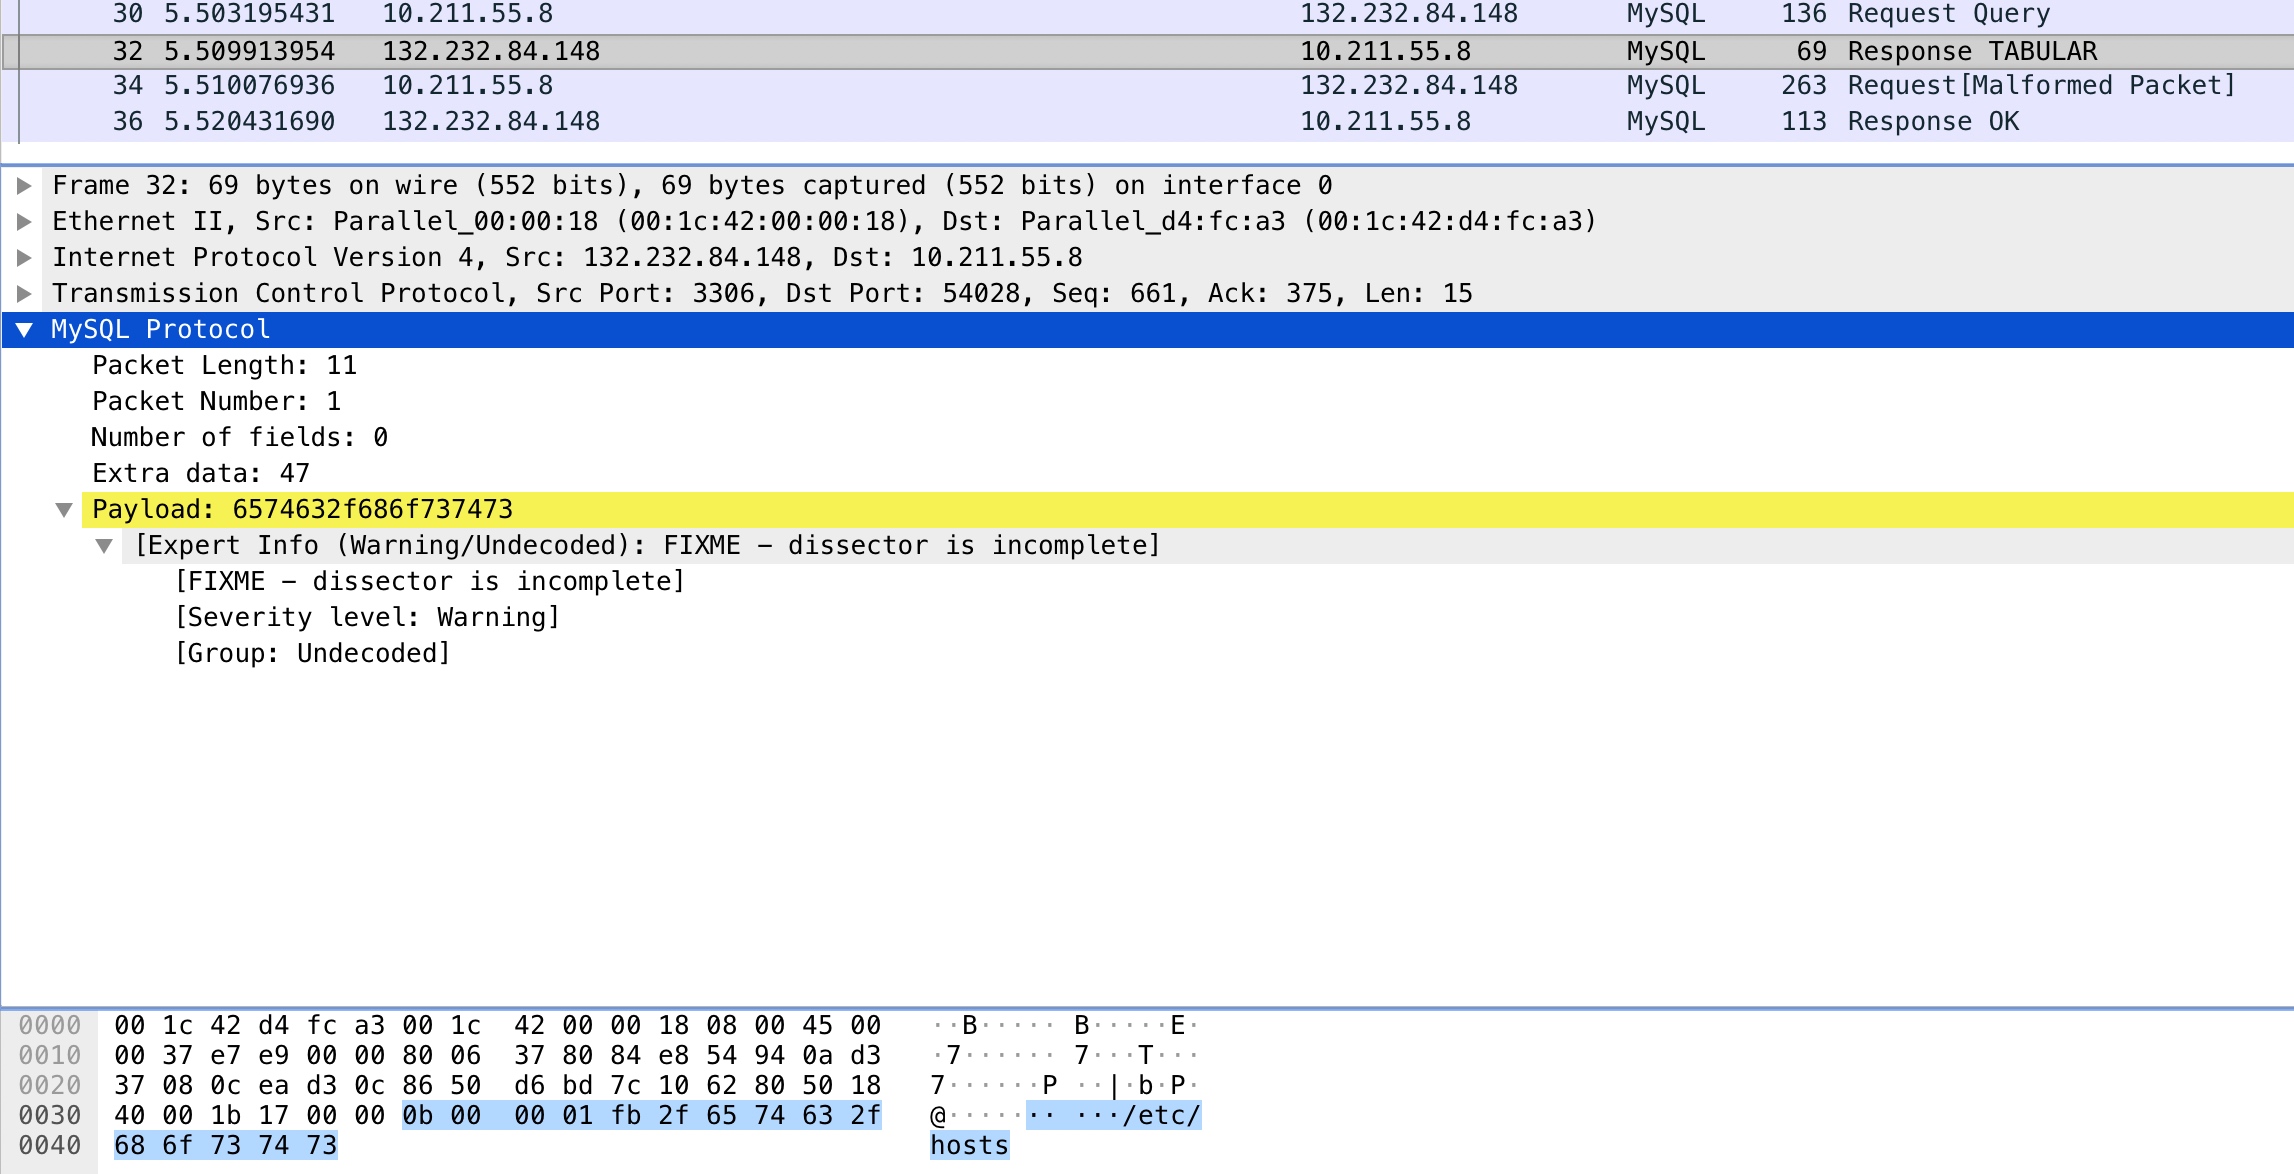 30 5.503195431 10.211.55.8 132.232.84.148 MySQL 136 Request Query
32 5.509913954 132.232.84.148 10.211.55.8 MySQL 69 Response TABULAR
34 5.510076936 10.211.55.8 132.232.84.148 MySQL 263 Request[Malformed Packet]
36 5.520431690 132.232.84.148 10.211.55.8 MySQL 113 Response OK
Frame 32: 69 bytes on wire (552 bits), 69 bytes captured (552 bits) on interface 0
Ethernet II, Src: Parallel_00:00:18 (00:1c:42:00:00:18), Dst: Parallel_d4:fc:a3 (00:1c:42:d4:fc:a3)
Internet Protocol Version 4, Src: 132.232.84.148, Dst: 10.211.55.8
Transmission Control Protocol, Src Port: 3306, Dst Port: 54028, Seq: 661, Ack: 375, Len: 15
MySQL Protocol
Packet Length: 11
Packet Number: 1
Number of fields: 0
Extra data: 47
Payload: 6574632f686f737473
[Expert Info (Warning/Undecoded): FIXME – dissector is incomplete]
[FIXME – dissector is incomplete]
[Severity level: Warning]
[Group: Undecoded]
0000 00 1c 42 d4 fc a3 00 1c 42 00 00 18 08 00 45 00 ··B····· B·····E·
0010 00 37 e7 e9 00 00 80 06 37 80 84 e8 54 94 0a d3 ·7······ 7···T···
0020 37 08 0c ea d3 0c 86 50 d6 bd 7c 10 62 80 50 18 7······P ··|·b·P·
0030 40 00 1b 17 00 00 0b 00 00 01 fb 2f 65 74 63 2f @······· ···/etc/
0040 68 6f 73 74 73 hosts